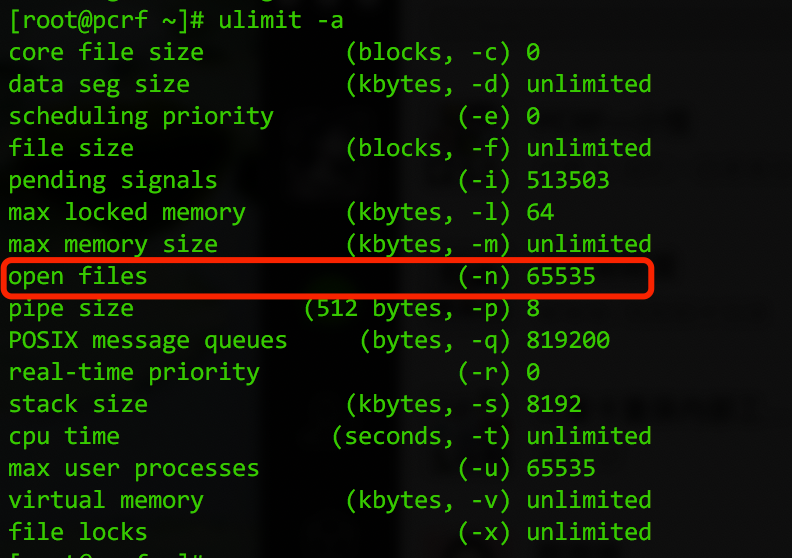 [root@pcrf ~]# ulimit -a
core file size (blocks, -c) 0
data seg size (kbytes, -d) unlimited
scheduling priority (-e) 0
file size (blocks, -f) unlimited
pending signals (-i) 513503
max locked memory (kbytes, -l) 64
max memory size (kbytes, -m) unlimited
open files (-n) 65535
pipe size (512 bytes, -p) 8
POSIX message queues (bytes, -q) 819200
real-time priority (-r) 0
stack size (kbytes, -s) 8192
cpu time (seconds, -t) unlimited
max user processes (-u) 65535
virtual memory (kbytes, -v) unlimited
file locks (-x) unlimited